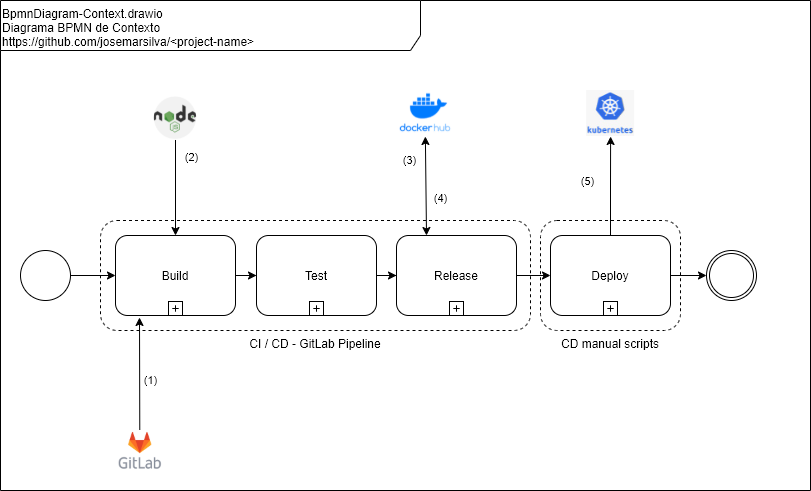 BpmnDiagram-Context.drawio
Diagrama BPMN de Contexto
https://github.com/josemarsilva/<project-name>
node
JS
docker hub
kubernetes
(2)
(3)
(4)
(5)
Build
Test
Release
Deploy
CI / CD - GitLab Pipeline
CD manual scripts
(1)
GitLab